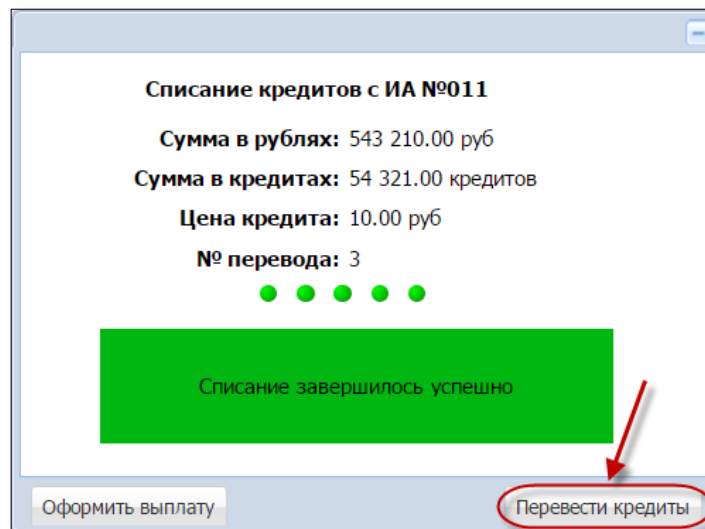 Списание кредитов с ИА №011
Сумма в рублях: 543 210.00 руб
Сумма в кредитах: 54 321.00 кредитов
Цена кредита: 10.00 руб
№ перевода: 3
Списание завершилось успешно
Оформить выплату Перевести кредиты